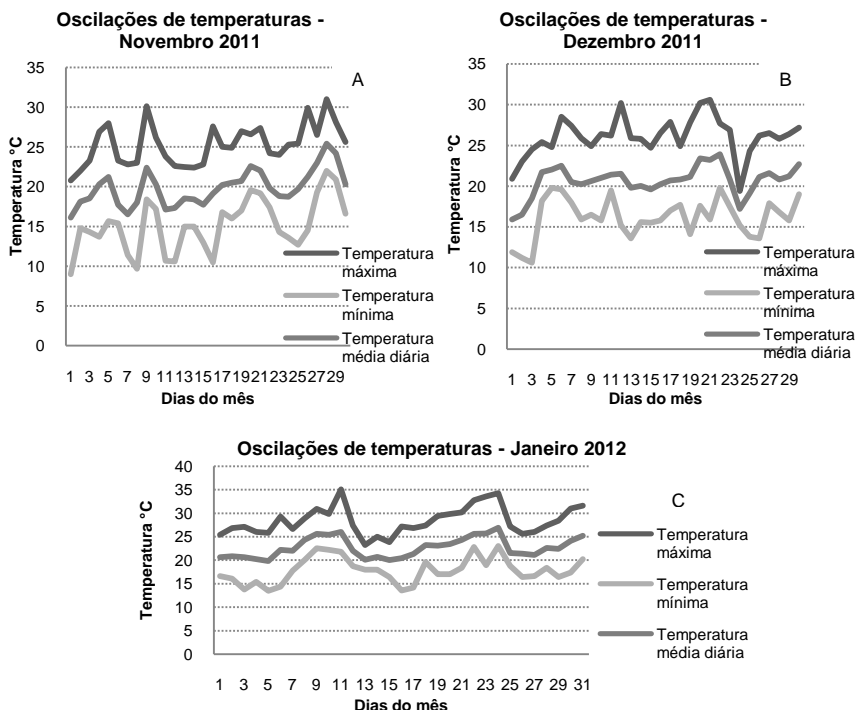 Oscilações de temperaturas -
Novembro 2011
A
Temperatura °C
35
30
25
20
15
10
5
0
Temperatura
máxima
Temperatura
mínima
Temperatura
média diária
1 3 5 7 9 11 13 15 17 19 21 23 25 27 29
Dias do mês
Oscilações de temperaturas -
Dezembro 2011
B
Temperatura °C
35
30
25
20
15
10
5
0
Temperatura
máxima
Temperatura
mínima
Temperatura
média diária
1 3 5 7 9 11 13 15 17 19 21 23 25 27 29
Dias do mês
Oscilações de temperaturas - Janeiro 2012
C
Temperatura °C
40
35
30
25
20
15
10
5
0
Temperatura
máxima
Temperatura
mínima
Temperatura
média diária
1 3 5 7 9 11 13 15 17 19 21 23 25 27 29 31
Dias do mês